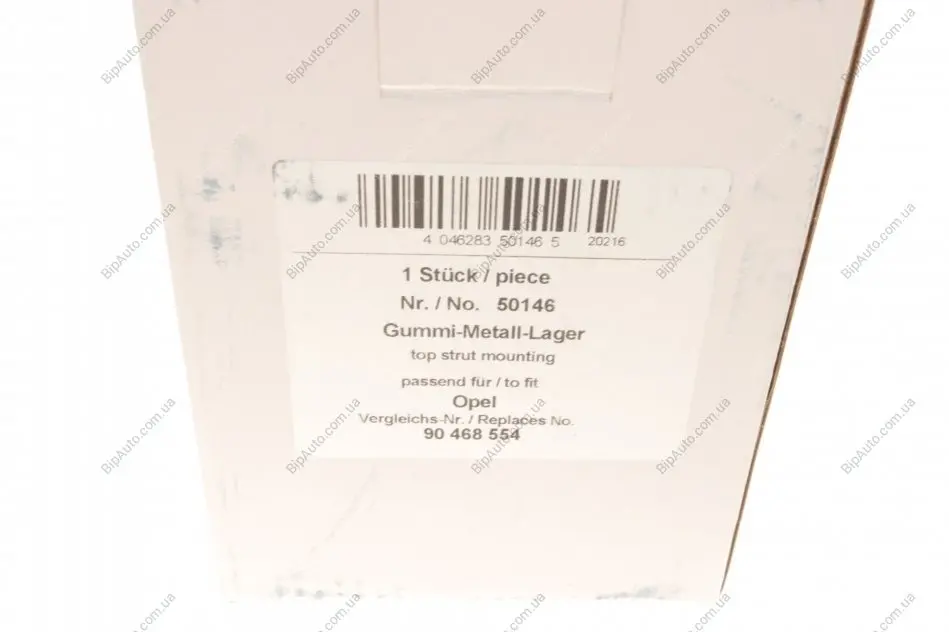 4 046283 50146 5 20216
1 Stück / piece
Nr. / No. 50146
Gummi-Metall-Lager
top strut mounting
passend für / to fit
Opel
Vergleichs-Nr. / Replaces No.
90 468 554
BipAuto.com.ua